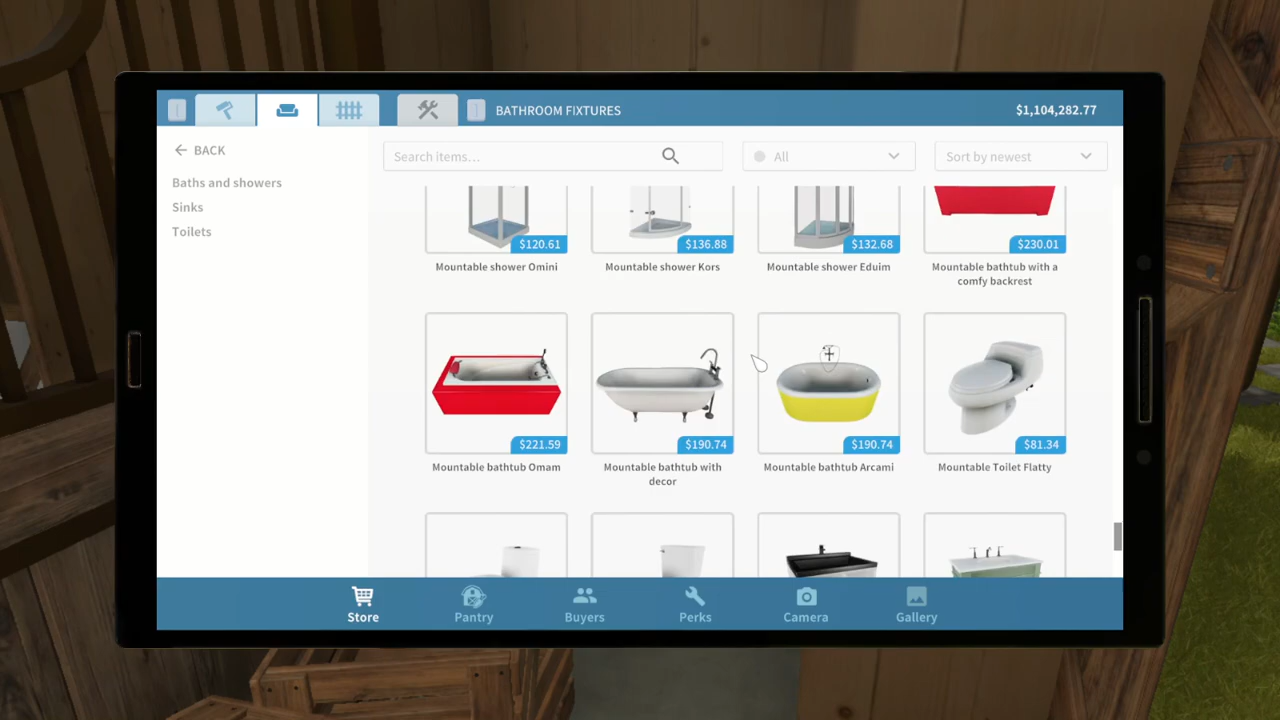 BATHROOM FIXTURES
$1,104,282.77
BACK
Baths and showers
Sinks
Toilets
Search items...
All
Sort by newest
$120.61
$136.88
$132.68
$230.01
Mountable shower Omini
Mountable shower Kors
Mountable shower Eduim
Mountable bathtub with a
comfy backrest
$221.59
$190.74
$190.74
$81.34
Mountable bathtub Omam
Mountable bathtub with
decor
Mountable bathtub Arcami
Mountable Toilet Flatty
Store
Pantry
Buyers
Perks
Camera
Gallery